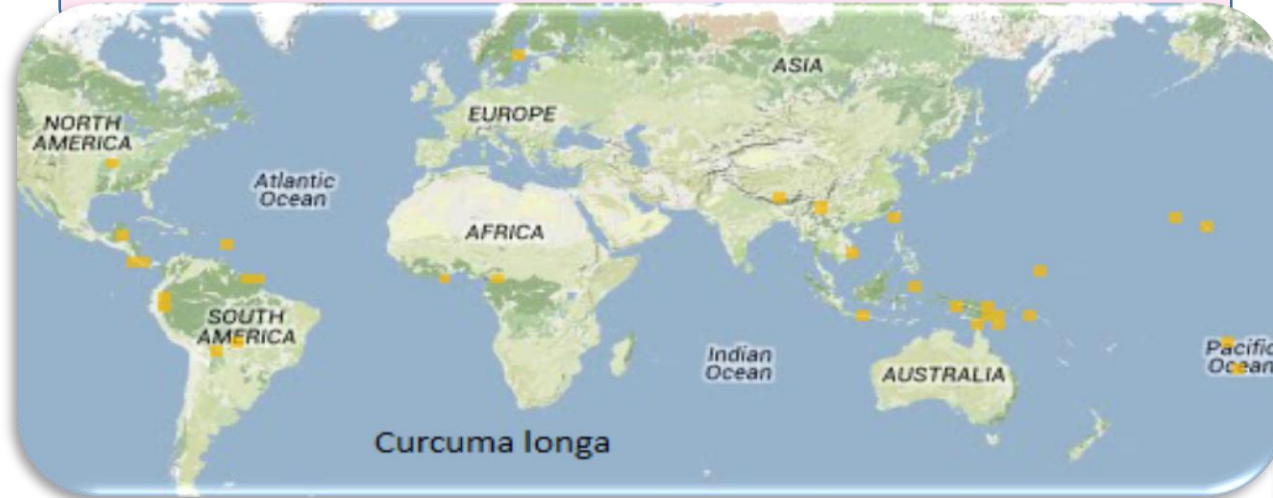 ASIA
EUROPE
NORTH
AMERICA
Atlantic
Ocean
AFRICA
SOUTH
AMERICA
Indian
Ocean
Pacific
Ocean
AUSTRALIA
Curcuma longa